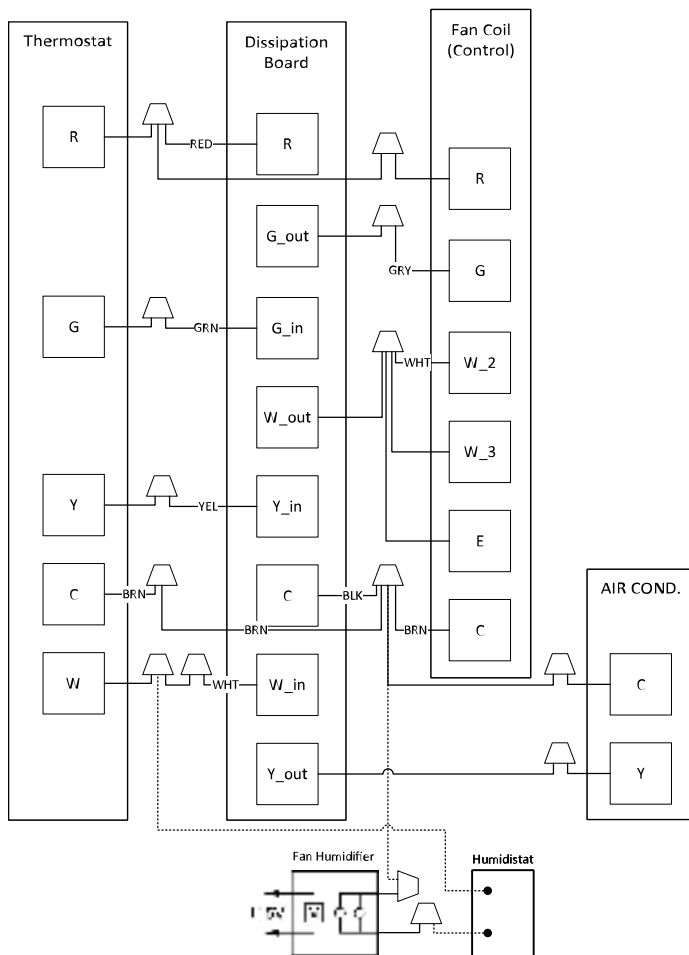 Thermostat
Dissipation
Board
Fan Coil
(Control)
R
RED
R
R
G_out
GRY
G
G
GRN
G_in
WHT
W_2
W_out
W_3
Y
YEL
Y_in
E
C
BRN
C
BLK
AIR COND.
BRN
BRN
C
W
WHT
W_in
C
Y_out
Y
Fan Humidifier
Humidistat